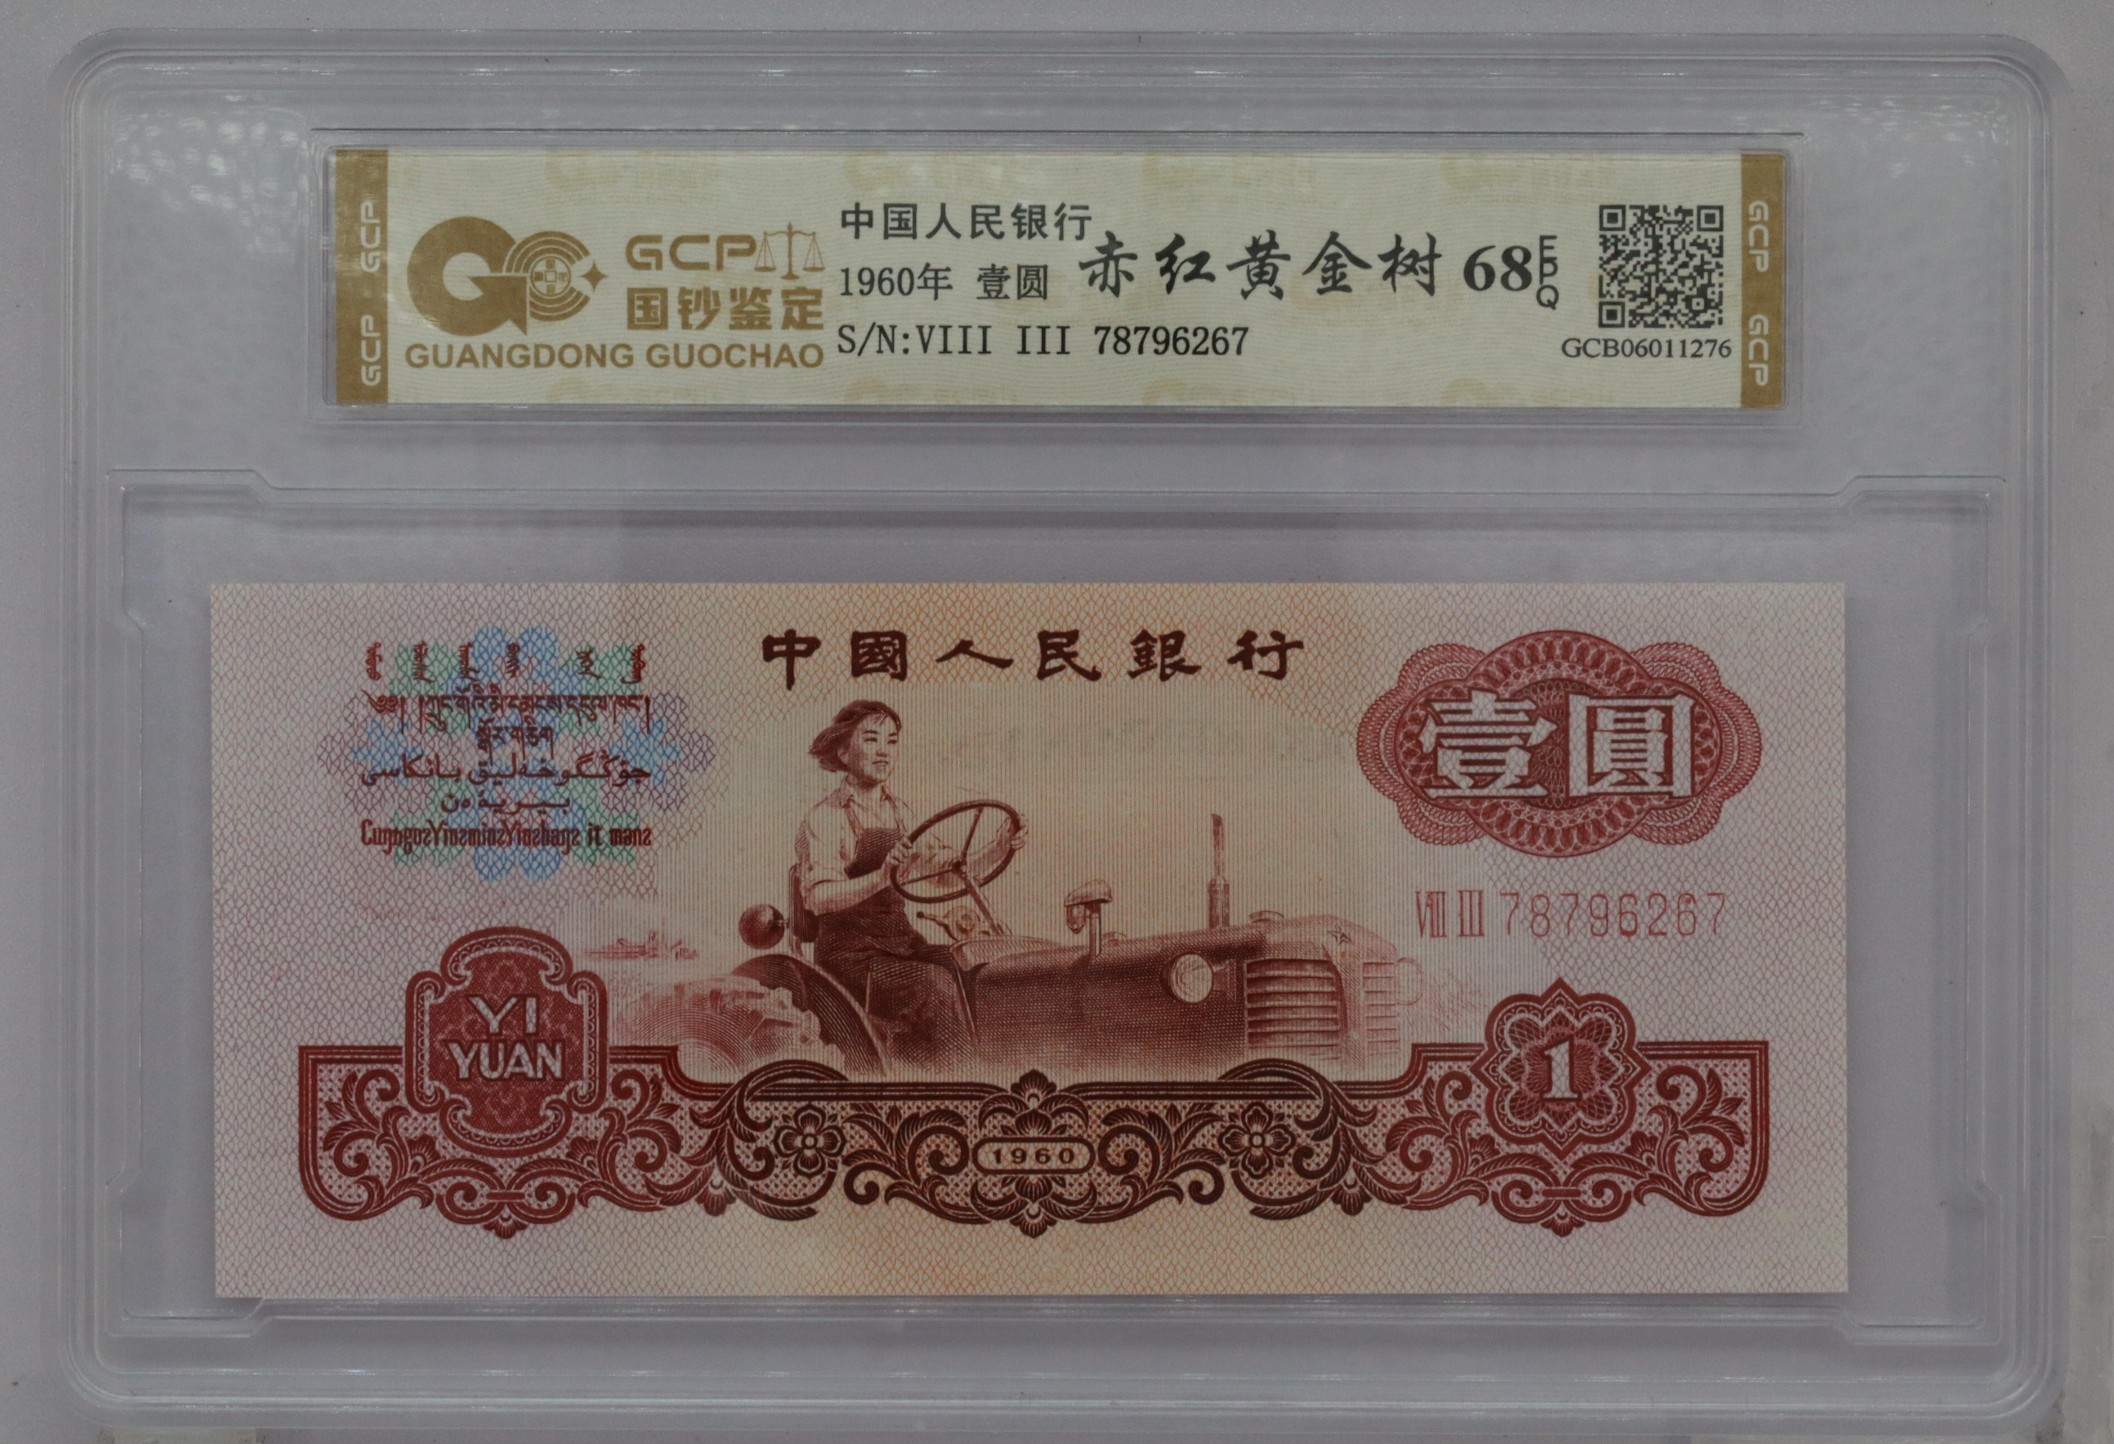 GCP
GCP
GCP
国钞鉴定
GUANGDONG GUOCHAO
中国人民银行
1960年 壹圆
赤红黄金树 68
EPQ
S/N:VIII III 78796267
GCB06011276
GCP
GCP
中國人民銀行
壹圓
VIII III 78796267
YI
YUAN
1
1960